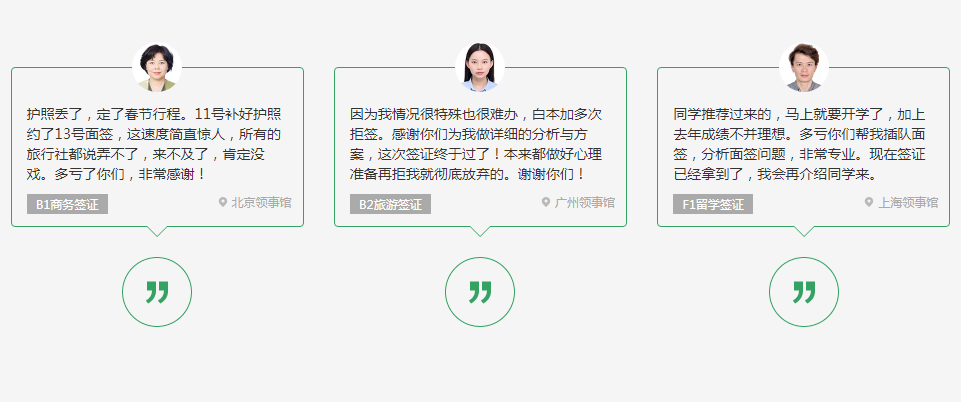 护照丢了，定了春节行程。11号补好护照
约了13号面签，这速度简直惊人，所有的
旅行社都说弄不了，来不及了，肯定没
戏。多亏了你们，非常感谢！
B1商务签证
北京领事馆
因为我情况很特殊也很难办，白本加多次
拒签。感谢你们为我做详细的分析与方
案，这次签证终于过了！本来都做好心理
准备再拒我就彻底放弃的。谢谢你们！
B2旅游签证
广州领事馆
同学推荐过来的，马上就要开学了，加上
去年成绩不并理想。多亏你们帮我插队面
签，分析面签问题，非常专业。现在签证
已经拿到了，我会再介绍同学来。
F1留学签证
上海领事馆